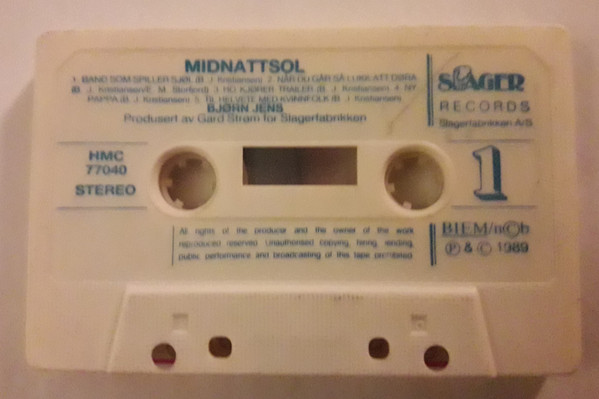 MIDNATTSOL
1. BAND SOM SPILLER SJØL (B. J. Kristiansen) 2. NÅR DU GÅR SÅ LUKK ATT DØRA
(B. J. Kristiansen/E. M. Storfjord) 3. HO KJØRER TRAILER (B. J. Kristiansen) 4. NY
PAPPA (B. J. Kristiansen) 5. TIL HELVETE MED KVINNFOLK (B. J. Kristiansen)
BJØRN JENS
Produsert av Gard Strøm for Slagerfabrikken
SLAGER
RECORDS
Slagerfabrikken A/S
HMC
77040
STEREO
1
All rights of the producer and the owner of the work
reproduced reserved. Unauthorised copying, hiring, lending,
public performance and broadcasting of this tape prohibited.
BIEM/n©b
Ⓟ & © 1989